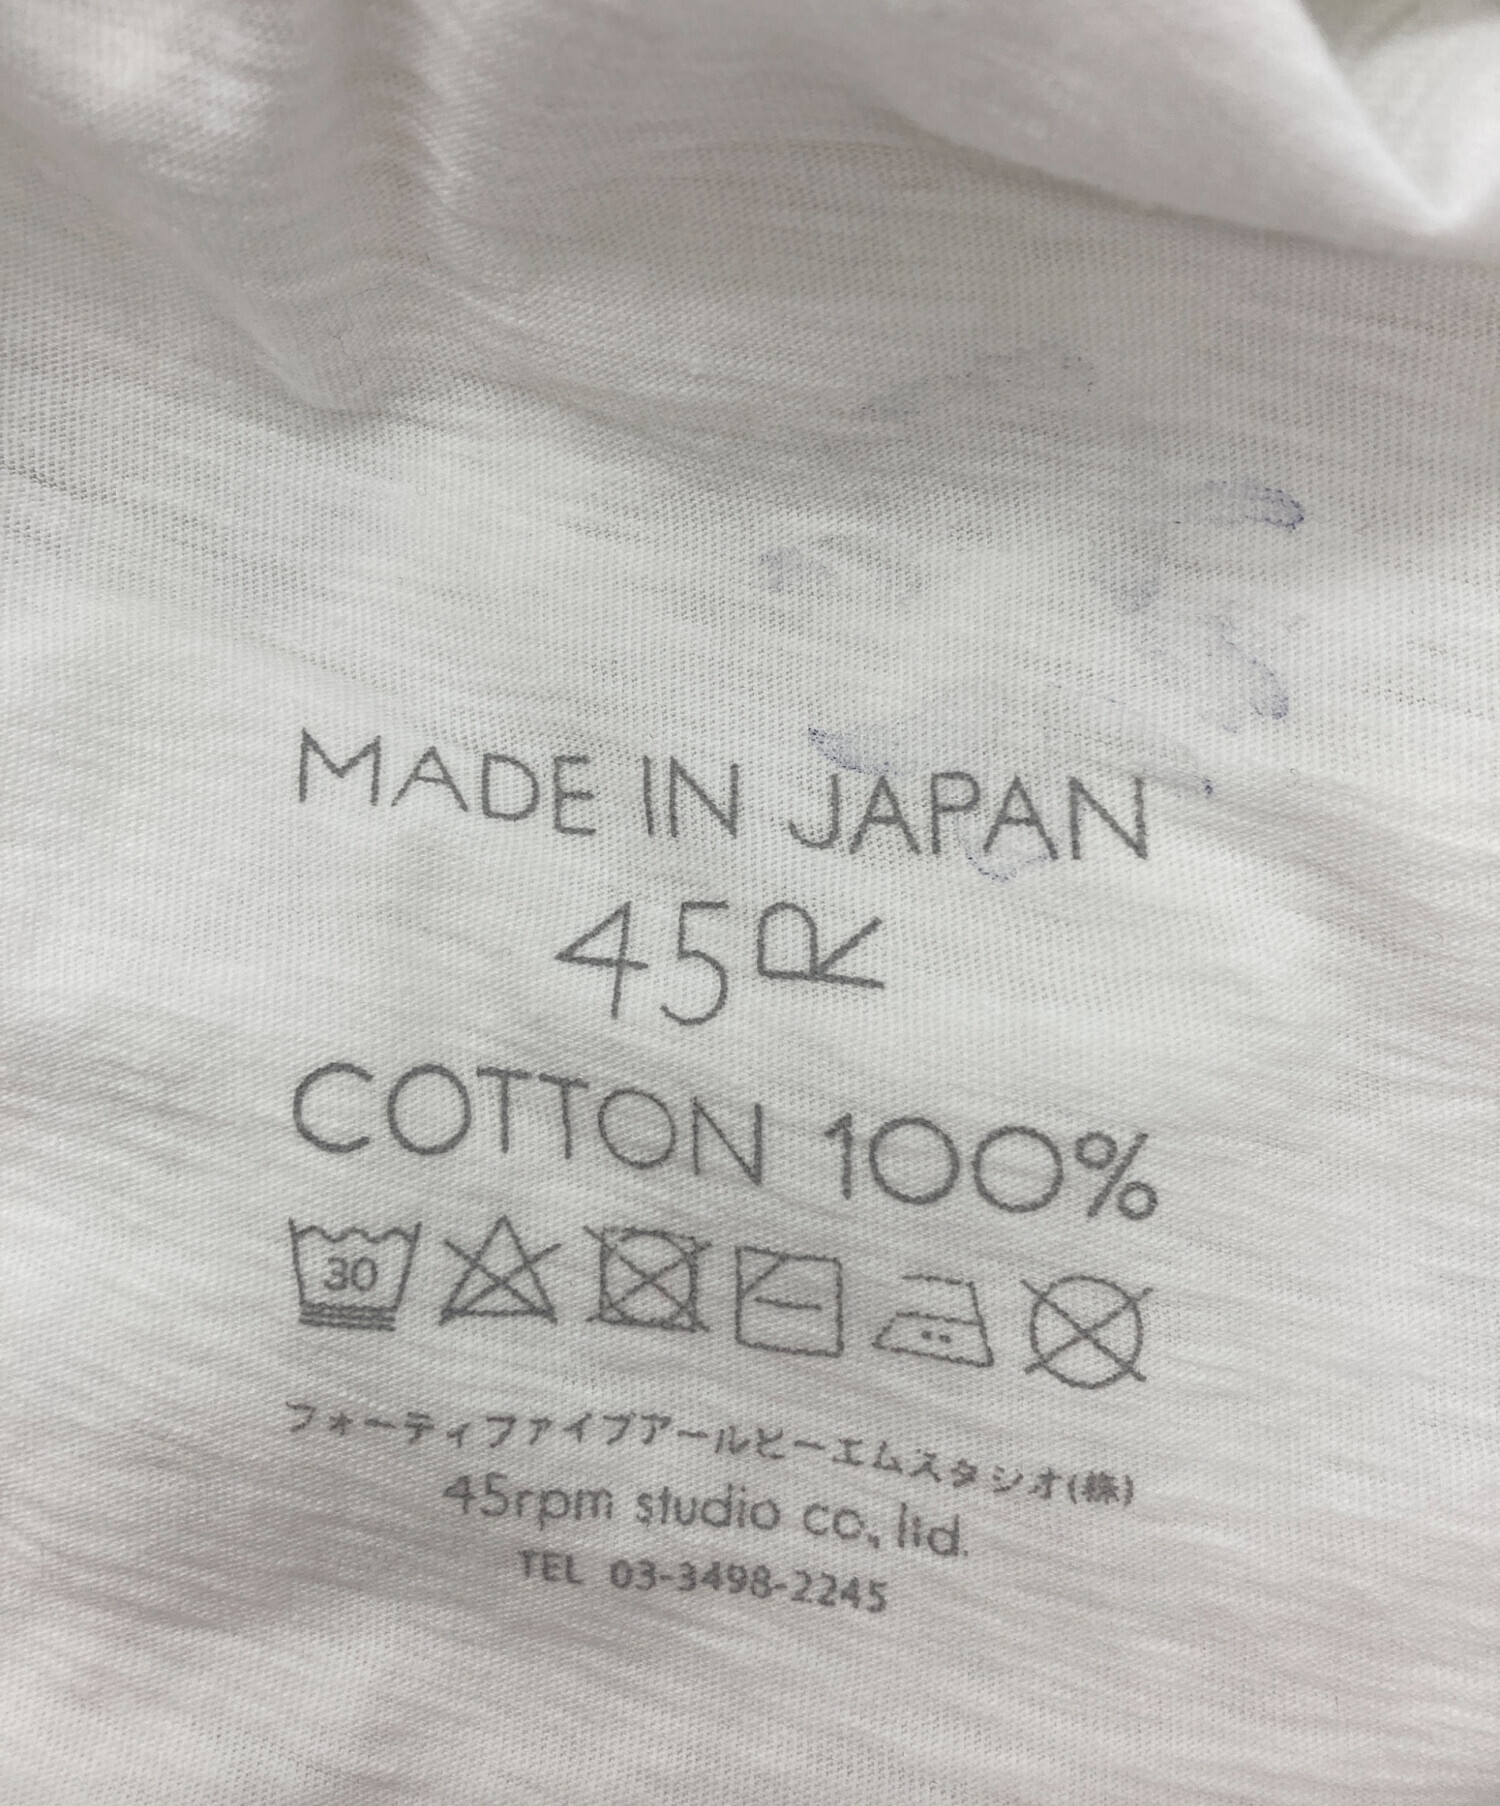 MADE IN JAPAN
45R
COTTON 100%
30
フォーティファイブアールピーエムスタジオ(株)
45rpm studio co., ltd.
TEL 03-3498-2245